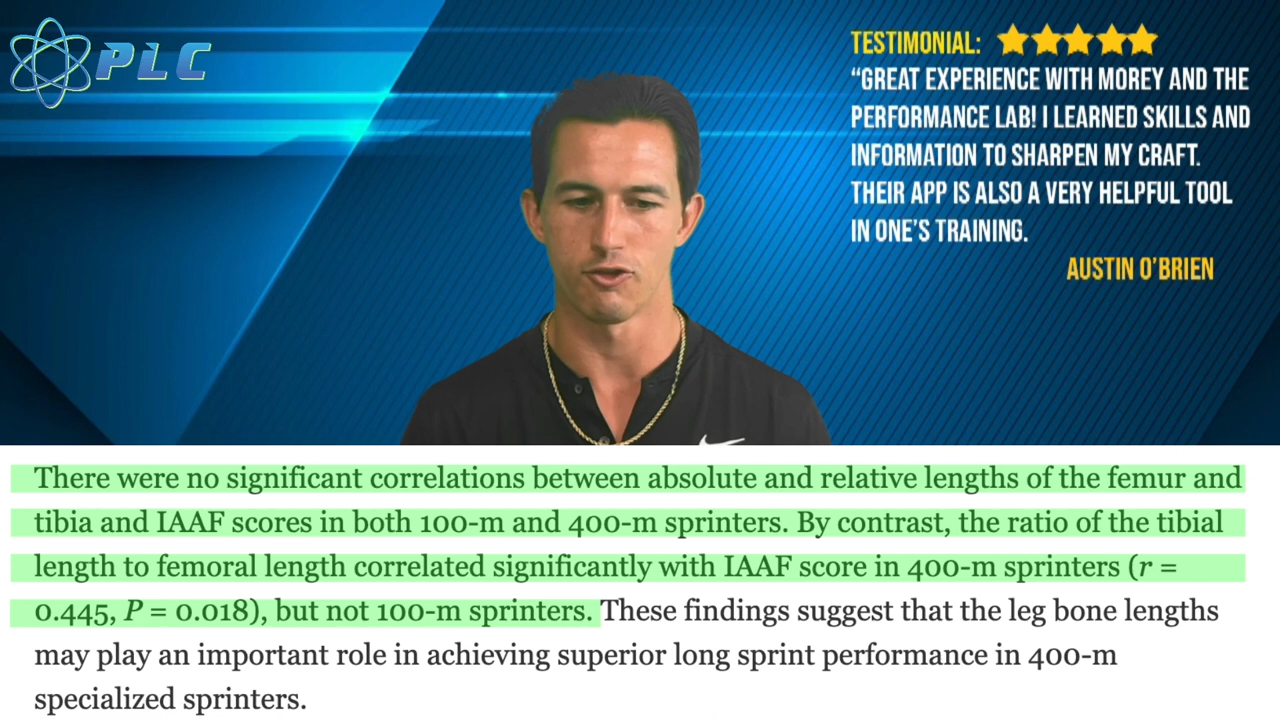 PLC
TESTIMONIAL:
“GREAT EXPERIENCE WITH MOREY AND THE
PERFORMANCE LAB! I LEARNED SKILLS AND
INFORMATION TO SHARPEN MY CRAFT.
THEIR APP IS ALSO A VERY HELPFUL TOOL
IN ONE’S TRAINING.
AUSTIN O’BRIEN
There were no significant correlations between absolute and relative lengths of the femur and
tibia and IAAF scores in both 100-m and 400-m sprinters. By contrast, the ratio of the tibial
length to femoral length correlated significantly with IAAF score in 400-m sprinters (r =
0.445, P = 0.018), but not 100-m sprinters. These findings suggest that the leg bone lengths
may play an important role in achieving superior long sprint performance in 400-m
specialized sprinters.